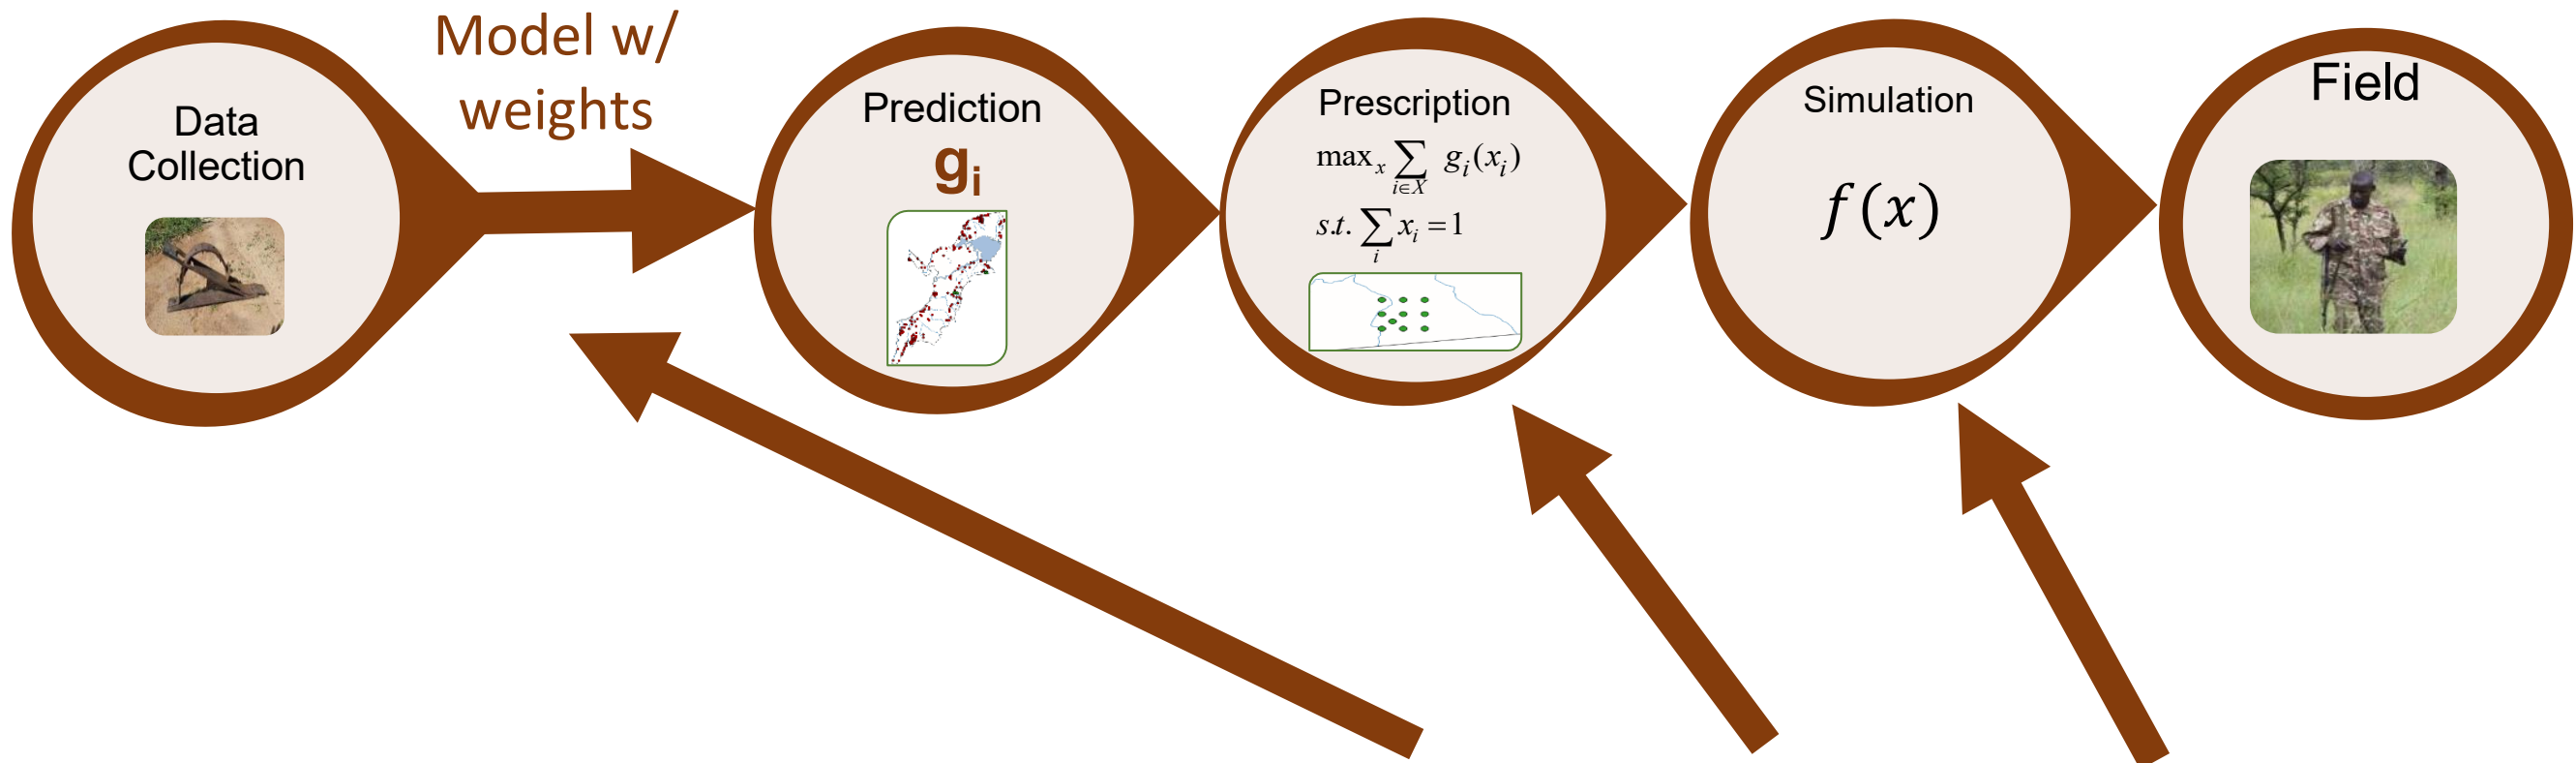 Model w/
weights
Data
Collection
Prediction
gᵢ
Prescription
maxₓ ∑ gᵢ(xᵢ)
i∈X
s.t. ∑ xᵢ = 1
i
Simulation
f(x)
Field